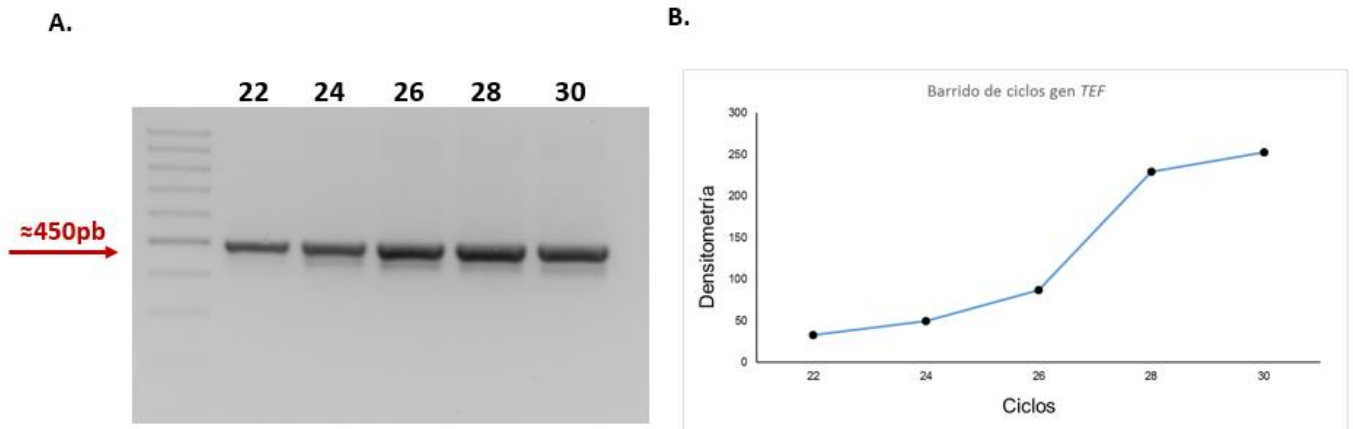 A.
22 24 26 28 30
≈450pb
B.
Barrido de ciclos gen TEF
300
250
200
150
100
50
0
Densitometría
22 24 26 28 30
Ciclos